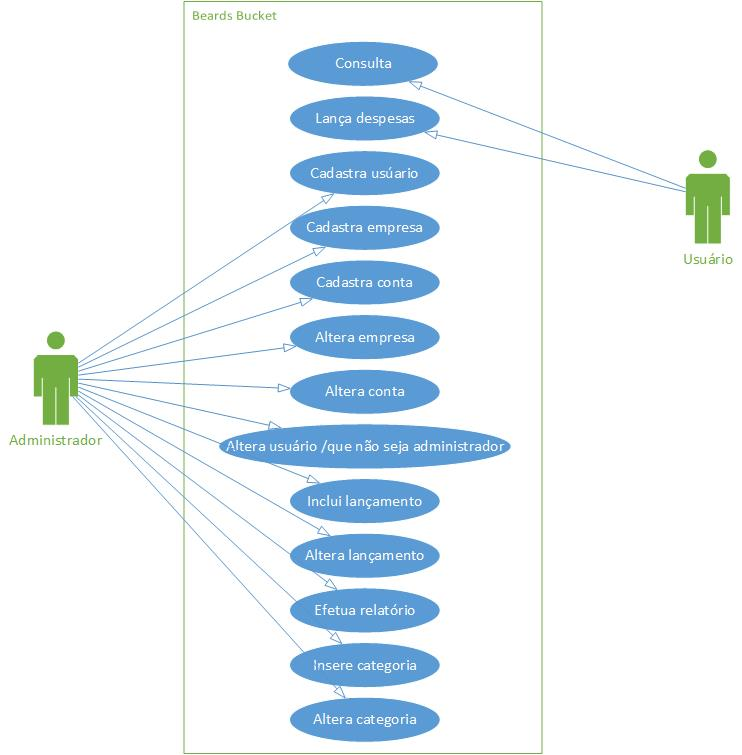 Beards Bucket
Consulta
Lança despesas
Cadastra usúario
Cadastra empresa
Cadastra conta
Altera empresa
Altera conta
Altera usuário /que não seja administrador
Inclui lançamento
Altera lançamento
Efetua relatório
Insere categoria
Altera categoria
Usuário
Administrador